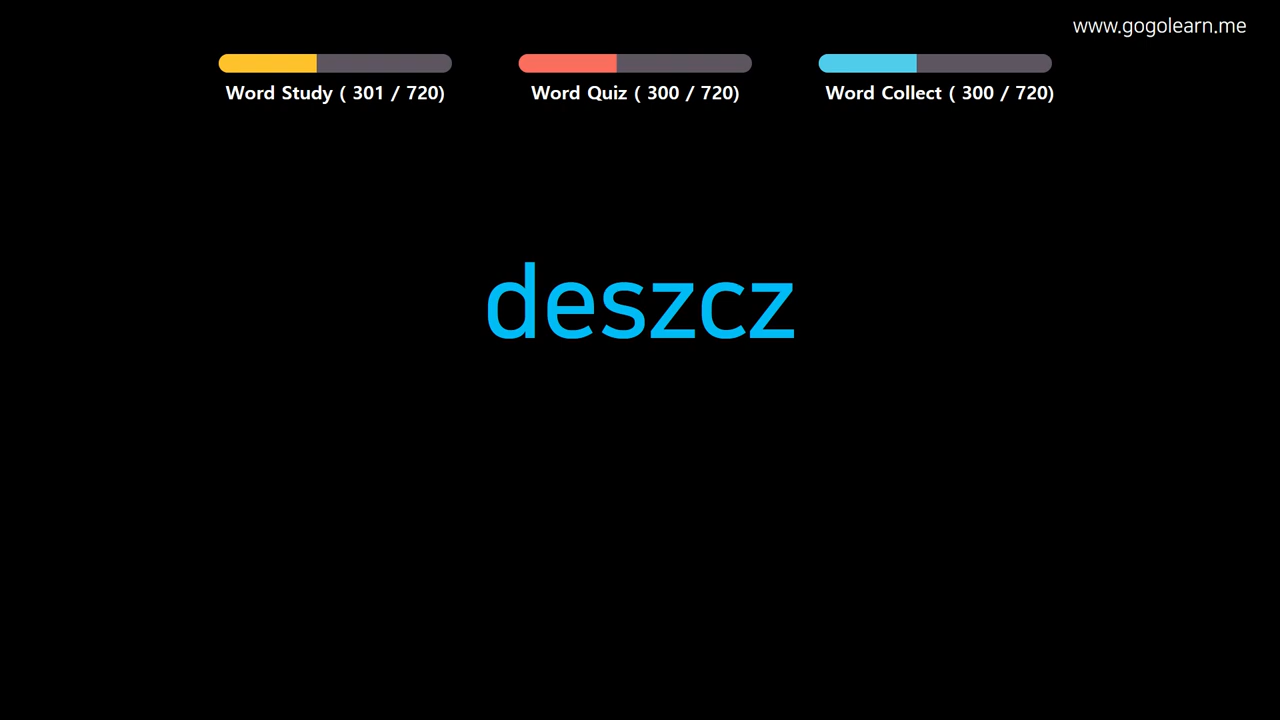 www.gogolearn.me
Word Study ( 301 / 720)
Word Quiz ( 300 / 720)
Word Collect ( 300 / 720)
deszcz